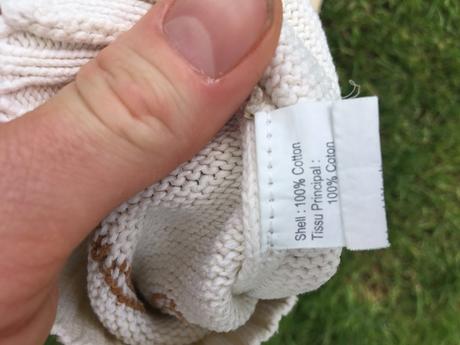 Shell : 100% Cotton
Tissu Principal :
100% Coton